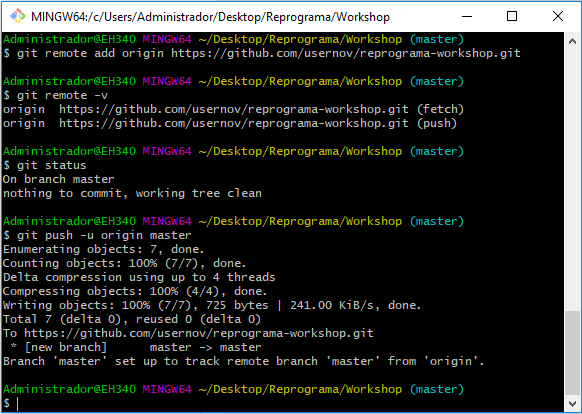 MINGW64:/c/Users/Administrador/Desktop/Reprograma/Workshop
Administrador@EH340 MINGW64 ~/Desktop/Reprograma/Workshop (master)
$ git remote add origin https://github.com/usernov/reprograma-workshop.git
Administrador@EH340 MINGW64 ~/Desktop/Reprograma/Workshop (master)
$ git remote -v
origin  https://github.com/usernov/reprograma-workshop.git (fetch)
origin  https://github.com/usernov/reprograma-workshop.git (push)
Administrador@EH340 MINGW64 ~/Desktop/Reprograma/Workshop (master)
$ git status
On branch master
nothing to commit, working tree clean
Administrador@EH340 MINGW64 ~/Desktop/Reprograma/Workshop (master)
$ git push -u origin master
Enumerating objects: 7, done.
Counting objects: 100% (7/7), done.
Delta compression using up to 4 threads
Compressing objects: 100% (4/4), done.
Writing objects: 100% (7/7), 725 bytes | 241.00 KiB/s, done.
Total 7 (delta 0), reused 0 (delta 0)
To https://github.com/usernov/reprograma-workshop.git
 * [new branch]      master -> master
Branch 'master' set up to track remote branch 'master' from 'origin'.
Administrador@EH340 MINGW64 ~/Desktop/Reprograma/Workshop (master)
$